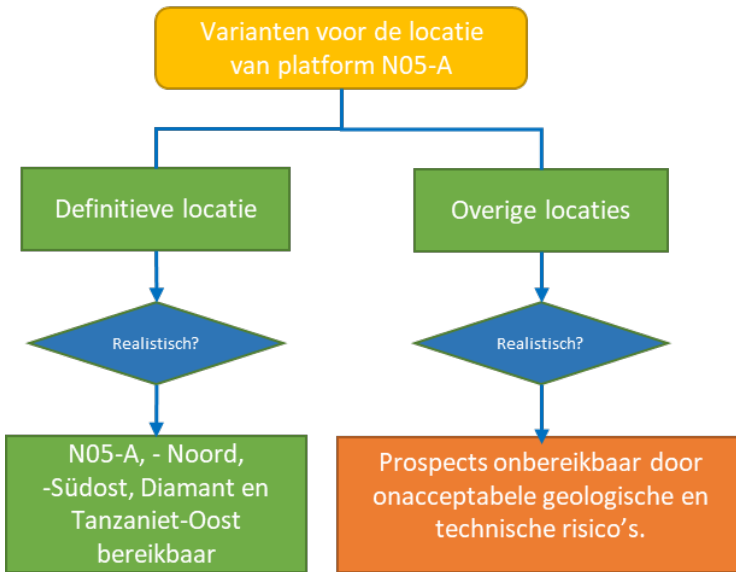 Varianten voor de locatie
van platform N05-A
Definitieve locatie
Overige locaties
Realistisch?
Realistisch?
N05-A, - Noord,
-Südost, Diamant en
Tanzaniet-Oost
bereikbaar
Prospects onbereikbaar door
onacceptabele geologische en
technische risico's.